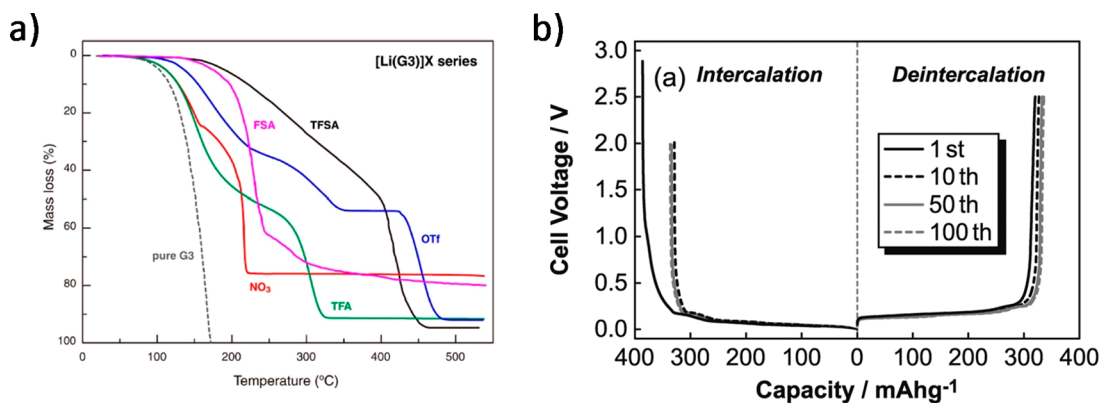 a)
[Li(G3)]X series
FSA
TFSA
pure G3
OTf
NO3
TFA
0
20
40
60
80
100
Mass loss (%)
0 100 200 300 400 500
Temperature (ºC)
b)
(a) Intercalation Deintercalation
1 st
10 th
50 th
100 th
3.0
2.5
2.0
1.5
1.0
0.5
0.0
Cell Voltage / V
400 300 200 100 0 100 200 300 400
Capacity / mAhg-1